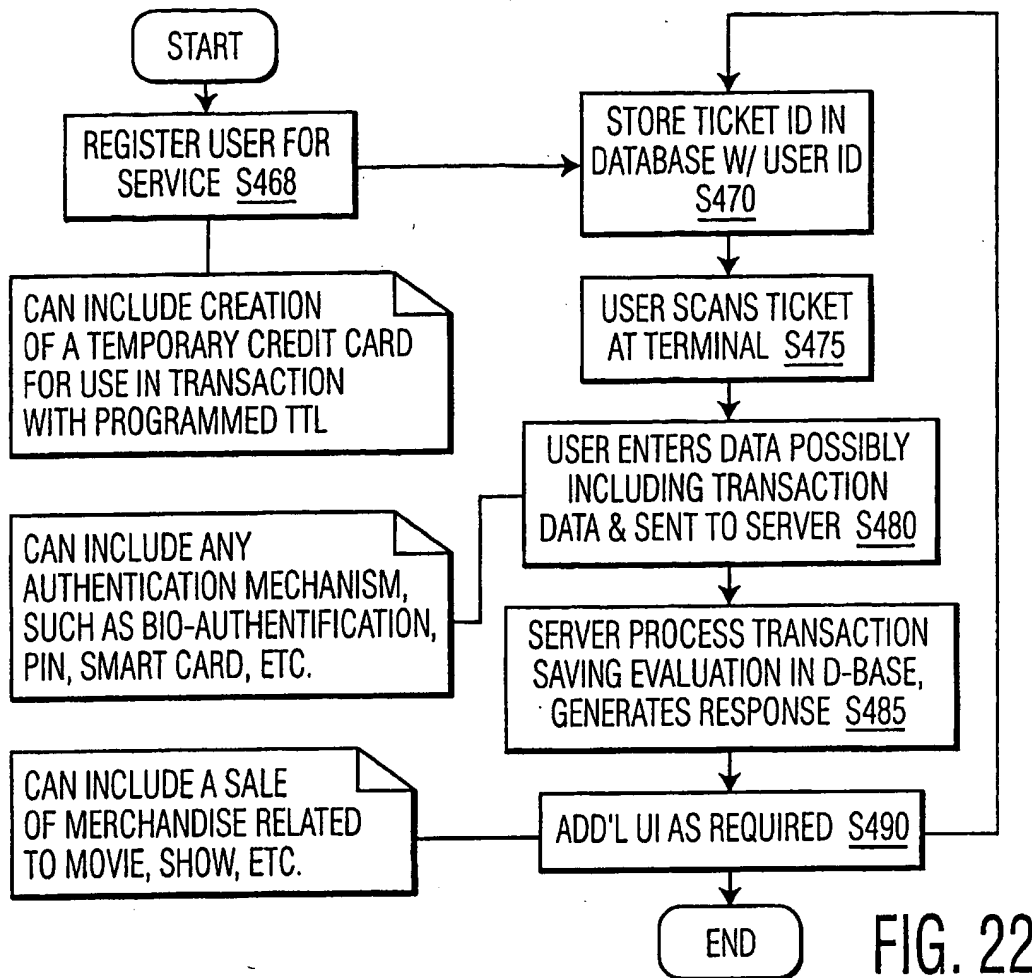 START
REGISTER USER FOR
SERVICE S468
CAN INCLUDE CREATION
OF A TEMPORARY CREDIT CARD
FOR USE IN TRANSACTION
WITH PROGRAMMED TTL
CAN INCLUDE ANY
AUTHENTICATION MECHANISM,
SUCH AS BIO-AUTHENTIFICATION,
PIN, SMART CARD, ETC.
CAN INCLUDE A SALE
OF MERCHANDISE RELATED
TO MOVIE, SHOW, ETC.
STORE TICKET ID IN
DATABASE W/ USER ID
S470
USER SCANS TICKET
AT TERMINAL S475
USER ENTERS DATA POSSIBLY
INCLUDING TRANSACTION
DATA & SENT TO SERVER S480
SERVER PROCESS TRANSACTION
SAVING EVALUATION IN D-BASE,
GENERATES RESPONSE S485
ADD'L UI AS REQUIRED S490
END
FIG. 22